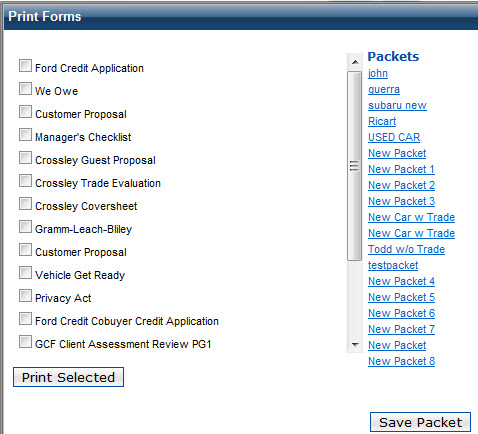 Print Forms
Ford Credit Application
We Owe
Customer Proposal
Manager's Checklist
Crossley Guest Proposal
Crossley Trade Evaluation
Crossley Coversheet
Gramm-Leach-Bliley
Customer Proposal
Vehicle Get Ready
Privacy Act
Ford Credit Cobuyer Credit Application
GCF Client Assessment Review PG1
Print Selected
Packets
john
querra
subaru new
Ricart
USED CAR
New Packet
New Packet 1
New Packet 2
New Packet 3
New Car w Trade
New Car w Trade
Todd w/o Trade
testpacket
New Packet 4
New Packet 5
New Packet 6
New Packet 7
New Packet
New Packet 8
Save Packet